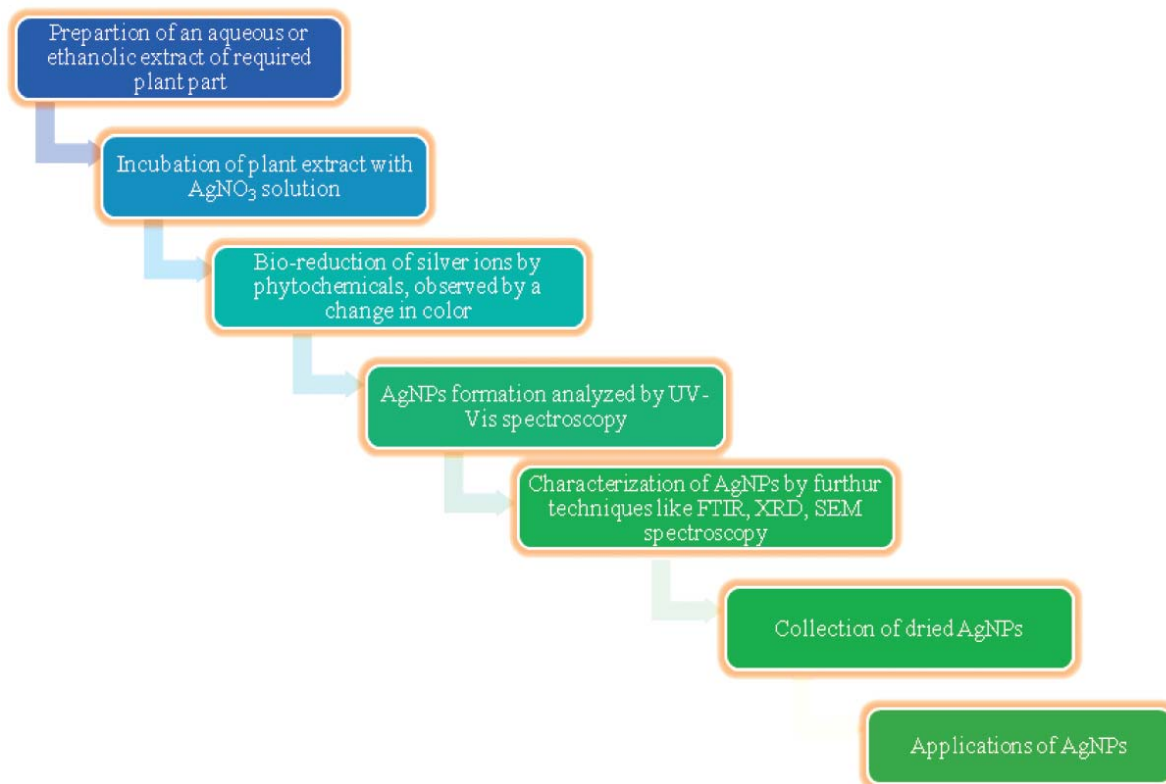 Prepartion of an aqueous or
ethanolic extract of required
plant part
Incubation of plant extract with
AgNO₃ solution
Bio-reduction of silver ions by
phytochemicals, observed by a
change in color
AgNPs formation analyzed by UV-
Vis spectroscopy
Characterization of AgNPs by furthur
techniques like FTIR, XRD, SEM
spectroscopy
Collection of dried AgNPs
Applications of AgNPs